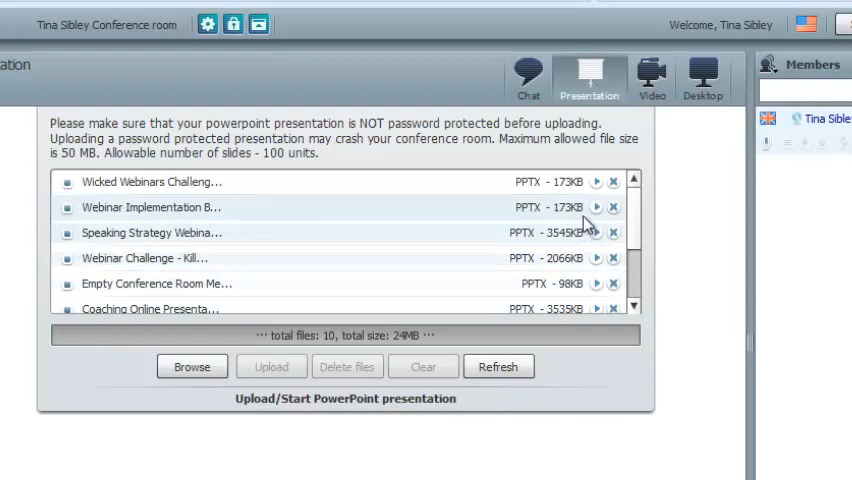 Tina Sibley Conference room
Welcome, Tina Sibley
ation
Chat
Presentation
Video
Desktop
Members
Please make sure that your powerpoint presentation is NOT password protected before uploading.
Uploading a password protected presentation may crash your conference room. Maximum allowed file size
is 50 MB. Allowable number of slides - 100 units.
Tina Sible
Wicked Webinars Challeng... PPTX - 173KB
Webinar Implementation B... PPTX - 173KB
Speaking Strategy Webina... PPTX - 3545KB
Webinar Challenge - Kill... PPTX - 2066KB
Empty Conference Room Me... PPTX - 98KB
Coaching Online Presenta... PPTX - 3535KB
··· total files: 10, total size: 24MB ···
Browse
Upload
Delete files
Clear
Refresh
Upload/Start PowerPoint presentation